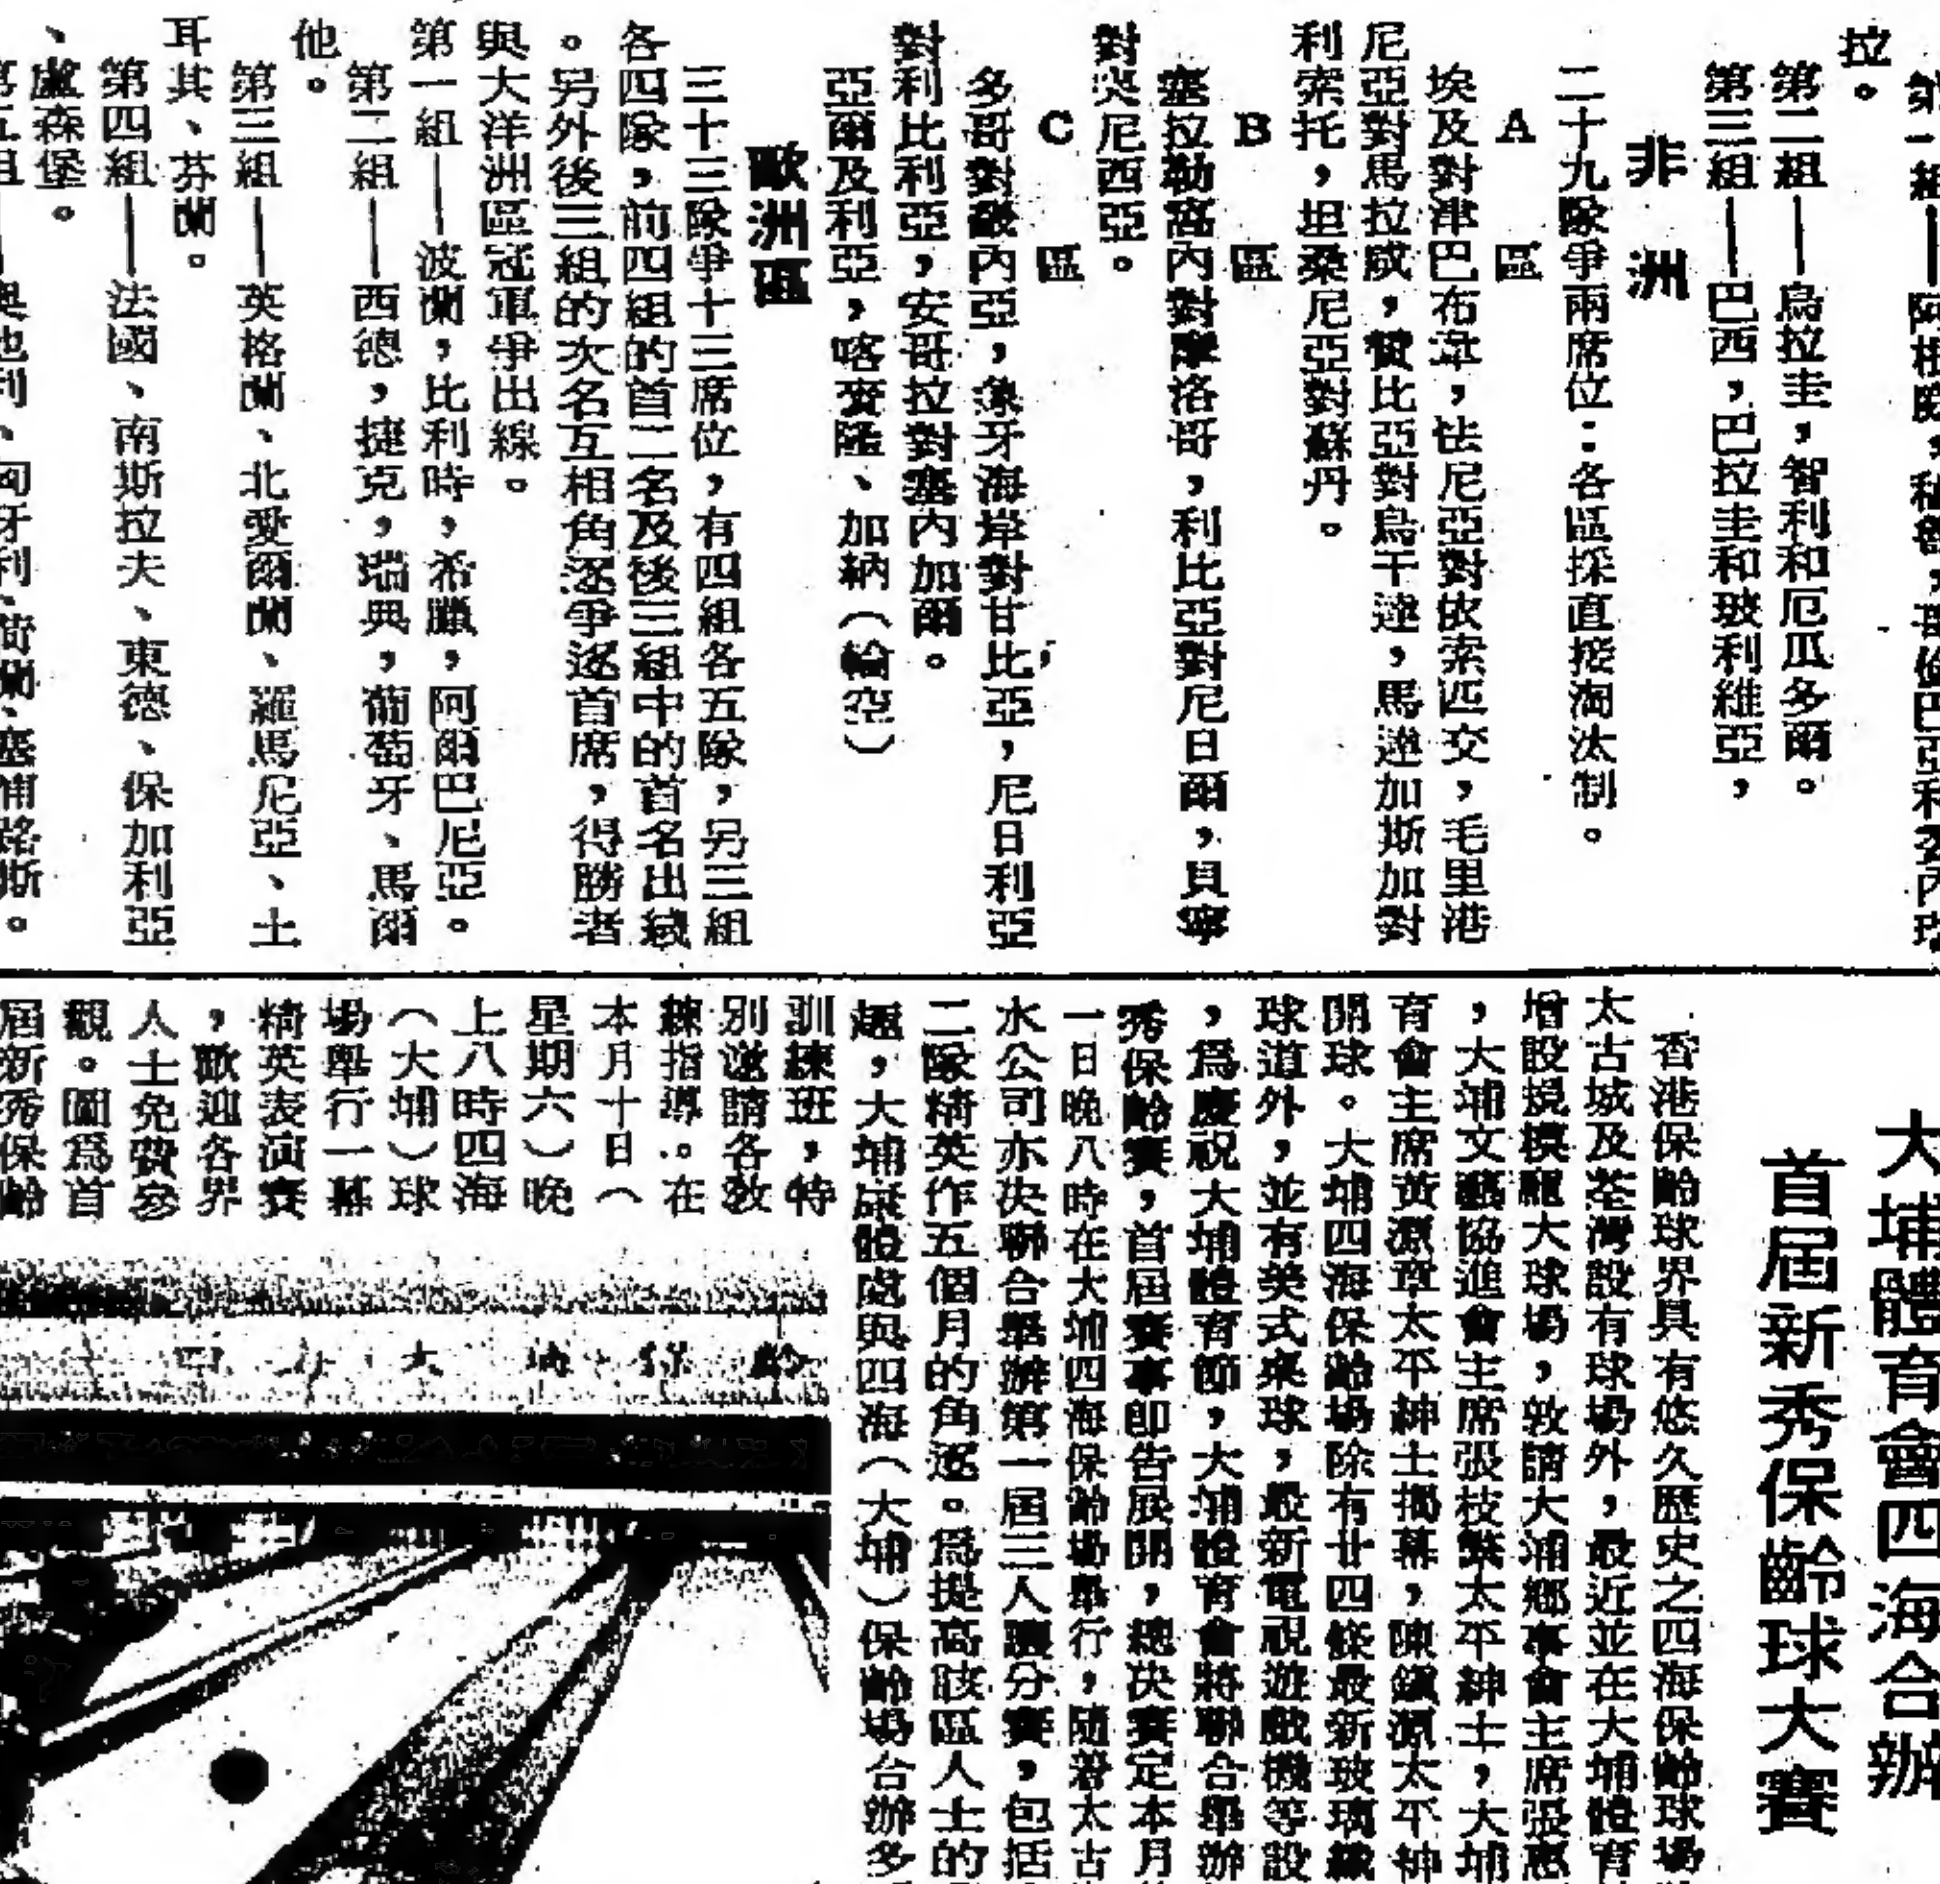 拉。
第二組——烏拉圭，智利和厄瓜多爾。
第三組——巴西，巴拉圭和玻利維亞，
非洲
二十九隊爭兩席位：各區採直接淘汰制。
A區
埃及對津巴布韋，怯尼亞對依索匹交，毛里港
尼亞對馬拉威，贊比亞對烏干達，馬達加斯加對
利索托，坦桑尼亞對蘇丹。
B區
塞拉勒窩內對摩洛哥，利比亞對尼日爾，貝寧
對突尼西亞。
C區
多哥對畿內亞，象牙海岸對甘比亞，尼日利亞
對利比利亞，安哥拉對塞內加爾。
亞爾及利亞，喀麥隆、加納（輪空）
歐洲區
三十三隊爭十三席位，有四組各五隊，另三組
各四隊，前四組的首二名及後三組中的首名出線
。另外後三組的次名互相角逐爭逐首席，得勝者
與大洋洲區冠軍爭出線。
第一組——波蘭，比利時，希臘，阿爾巴尼亞。
第二組——西德，捷克，瑞典，葡萄牙、馬爾
他。
第三組——英格蘭、北愛爾蘭、羅馬尼亞、土
耳其、芬蘭。
第四組——法國、南斯拉夫、東德、保加利亞
、盧森堡。
大埔體育會四海合辦
首屆新秀保齡球大賽
香港保齡球界具有悠久歷史之四海保齡球場
太古城及荃灣設有球場外，最近並在大埔體育
增設規模龐大球場，敦請大浦鄉事會主席張惠
，大埔文藝協進會主席張枝繁太平紳士，大埔
育會主席黃源章太平紳士揭幕，陳鎮源太平紳
開球。大埔四海保齡場除有廿四條最新玻璃纖
球道外，並有美式桌球，最新電視遊戲機等設
，為慶祝大埔體育節，大埔體育會將聯合舉辦
秀保齡賽，首屆賽事即告展開，總決賽定本月
一日晚八時在大埔四海保齡場舉行，隨着太古
水公司亦決聯合舉辦第一屆三人讓分賽，包括
二隊精英作五個月的角逐。為提高該區人士的
趣，大埔康體處與四海（大埔）保齡場合辦多
訓練班，特
別邀請各教
練指導。在
本月十日（
星期六）晚
上八時四海
（大埔）球
場舉行一幕
精英表演賽
，歡迎各界
人士免費參
觀。圖為首
屆新秀保齡